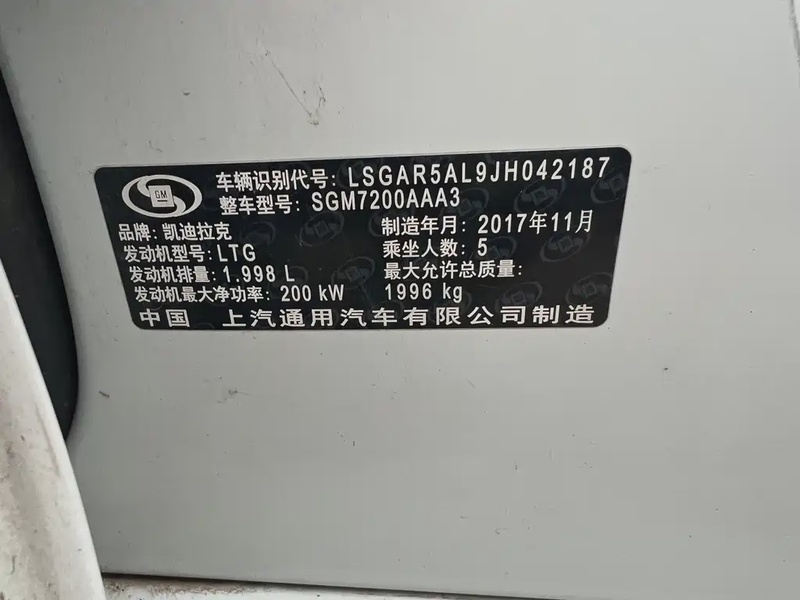 GM
车辆识别代号: LSGAR5AL9JH042187
整车型号: SGM7200AAA3
品牌: 凯迪拉克 制造年月: 2017年11月
发动机型号: LTG 乘坐人数: 5
发动机排量: 1.998 L 最大允许总质量:
发动机最大净功率: 200 kW 1996 kg
中国 上汽通用汽车有限公司制造